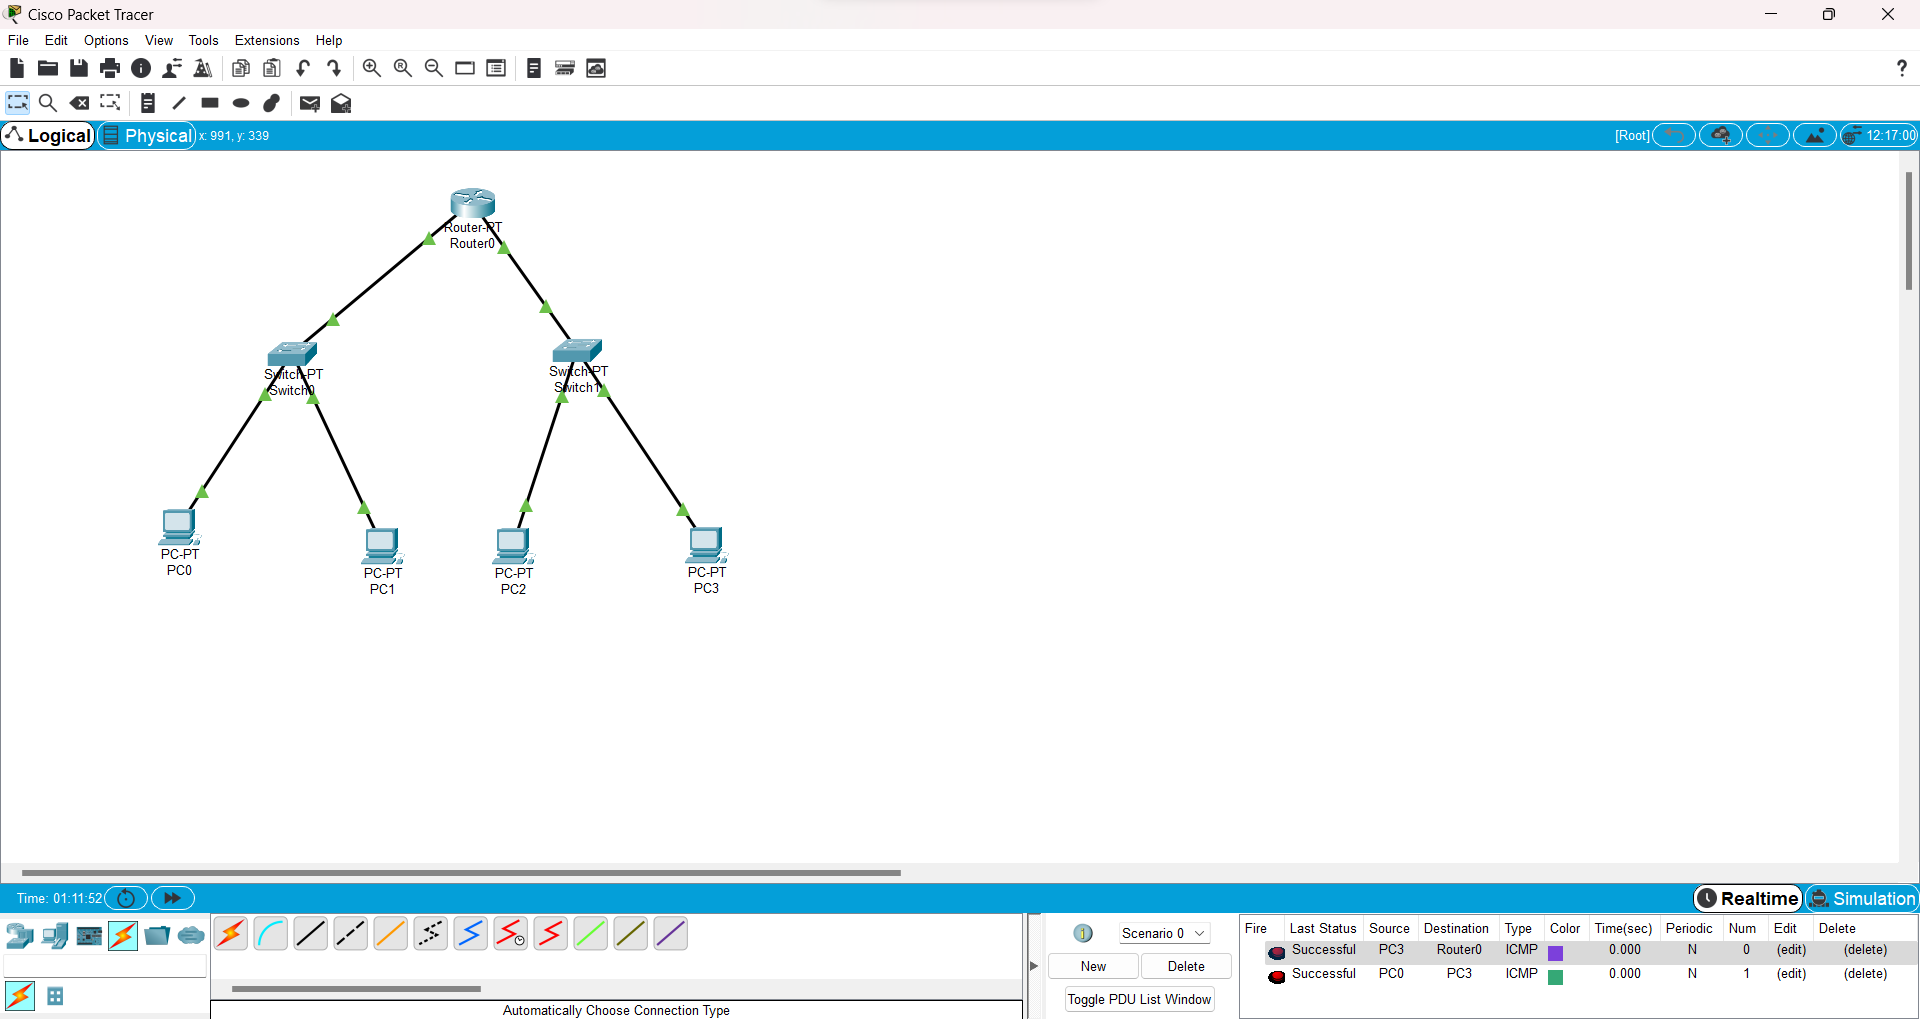 Cisco Packet Tracer
File Edit Options View Tools Extensions Help
Logical Physical x: 991, y: 339 [Root] 12:17:00
Router-PT
Router0
Switch-PT
Switch0
Switch-PT
Switch1
PC-PT
PC0
PC-PT
PC1
PC-PT
PC2
PC-PT
PC3
Time: 01:11:52 Realtime Simulation
Scenario 0
New Delete
Toggle PDU List Window
Fire Last Status Source Destination Type Color Time(sec) Periodic Num Edit Delete
Successful PC3 Router0 ICMP 0.000 N 0 (edit) (delete)
Successful PC0 PC3 ICMP 0.000 N 1 (edit) (delete)
Automatically Choose Connection Type